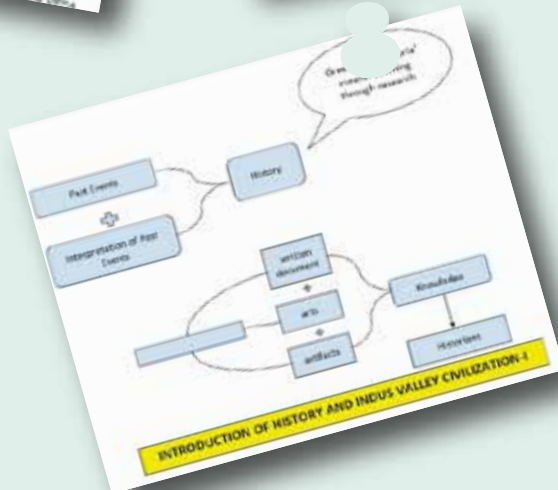 through research
Past Events
History
Interpretation of Past
Events
written
document
arts
artifacts
Knowledge
Historians
INTRODUCTION OF HISTORY AND INDUS VALLEY CIVILIZATION-I